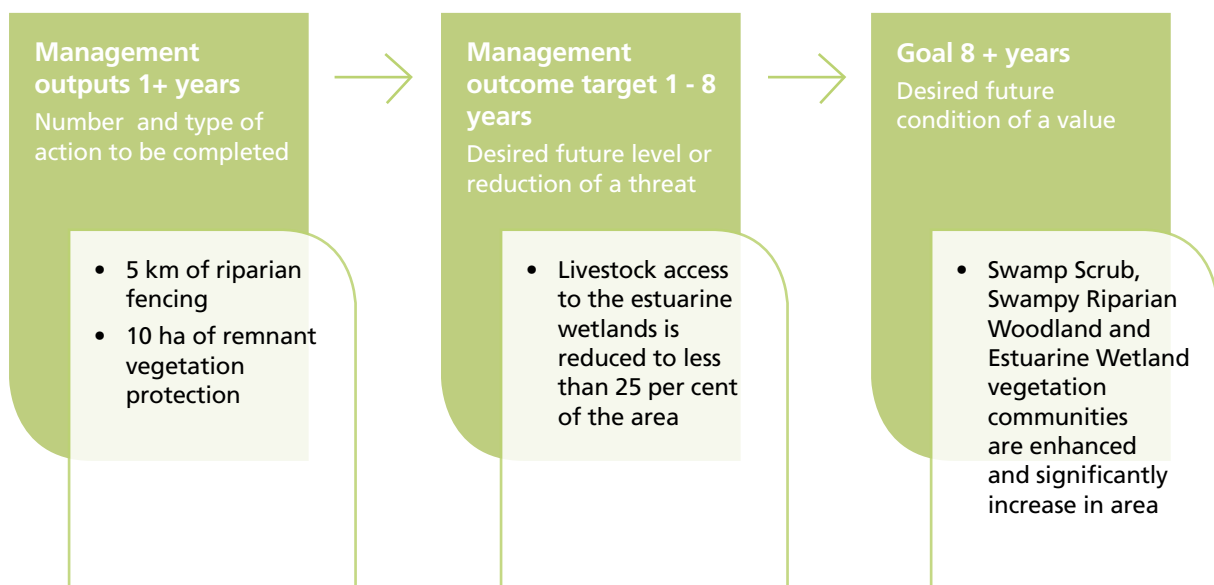 Management
outputs 1+ years
Number and type of
action to be completed
• 5 km of riparian
fencing
• 10 ha of remnant
vegetation
protection
Management
outcome target 1 - 8
years
Desired future level or
reduction of a threat
• Livestock access
to the estuarine
wetlands is
reduced to less
than 25 per cent
of the area
Goal 8 + years
Desired future
condition of a value
• Swamp Scrub,
Swampy Riparian
Woodland and
Estuarine Wetland
vegetation
communities
are enhanced
and significantly
increase in area